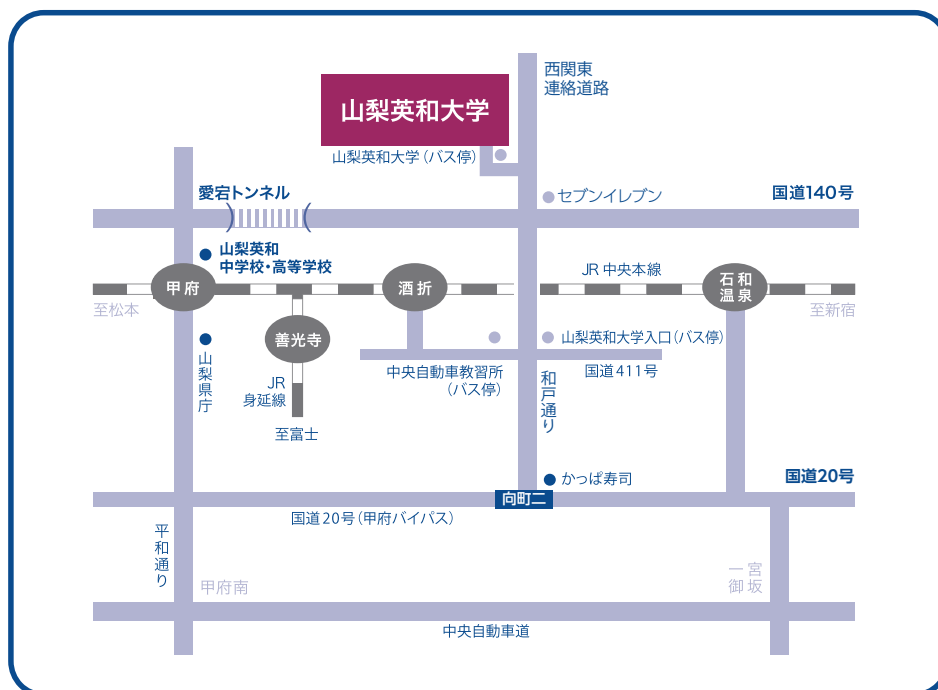 西関東
連絡道路
山梨英和大学
山梨英和大学(バス停)
愛宕トンネル
セブンイレブン
国道140号
山梨英和
中学校・高等学校
JR 中央本線
甲府
酒折
石和
温泉
至松本
至新宿
善光寺
山梨英和大学入口(バス停)
山梨県庁
中央自動車教習所
(バス停)
国道411号
和戸通り
JR
身延線
至富士
かっぱ寿司
国道20号
向町二
国道20号(甲府バイパス)
平和通り
甲府南
一宮
御坂
中央自動車道